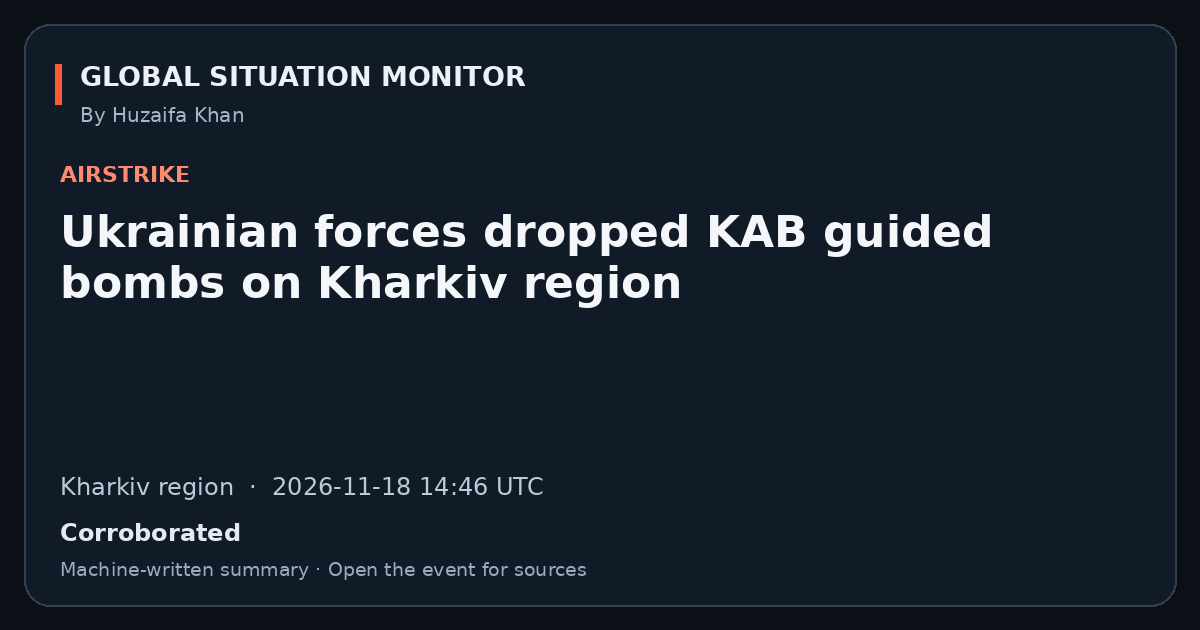 GLOBAL SITUATION MONITOR
By Huzaifa Khan
AIRSTRIKE
Ukrainian forces dropped KAB guided
bombs on Kharkiv region
Kharkiv region · 2026-11-18 14:46 UTC
Corroborated
Machine-written summary · Open the event for sources